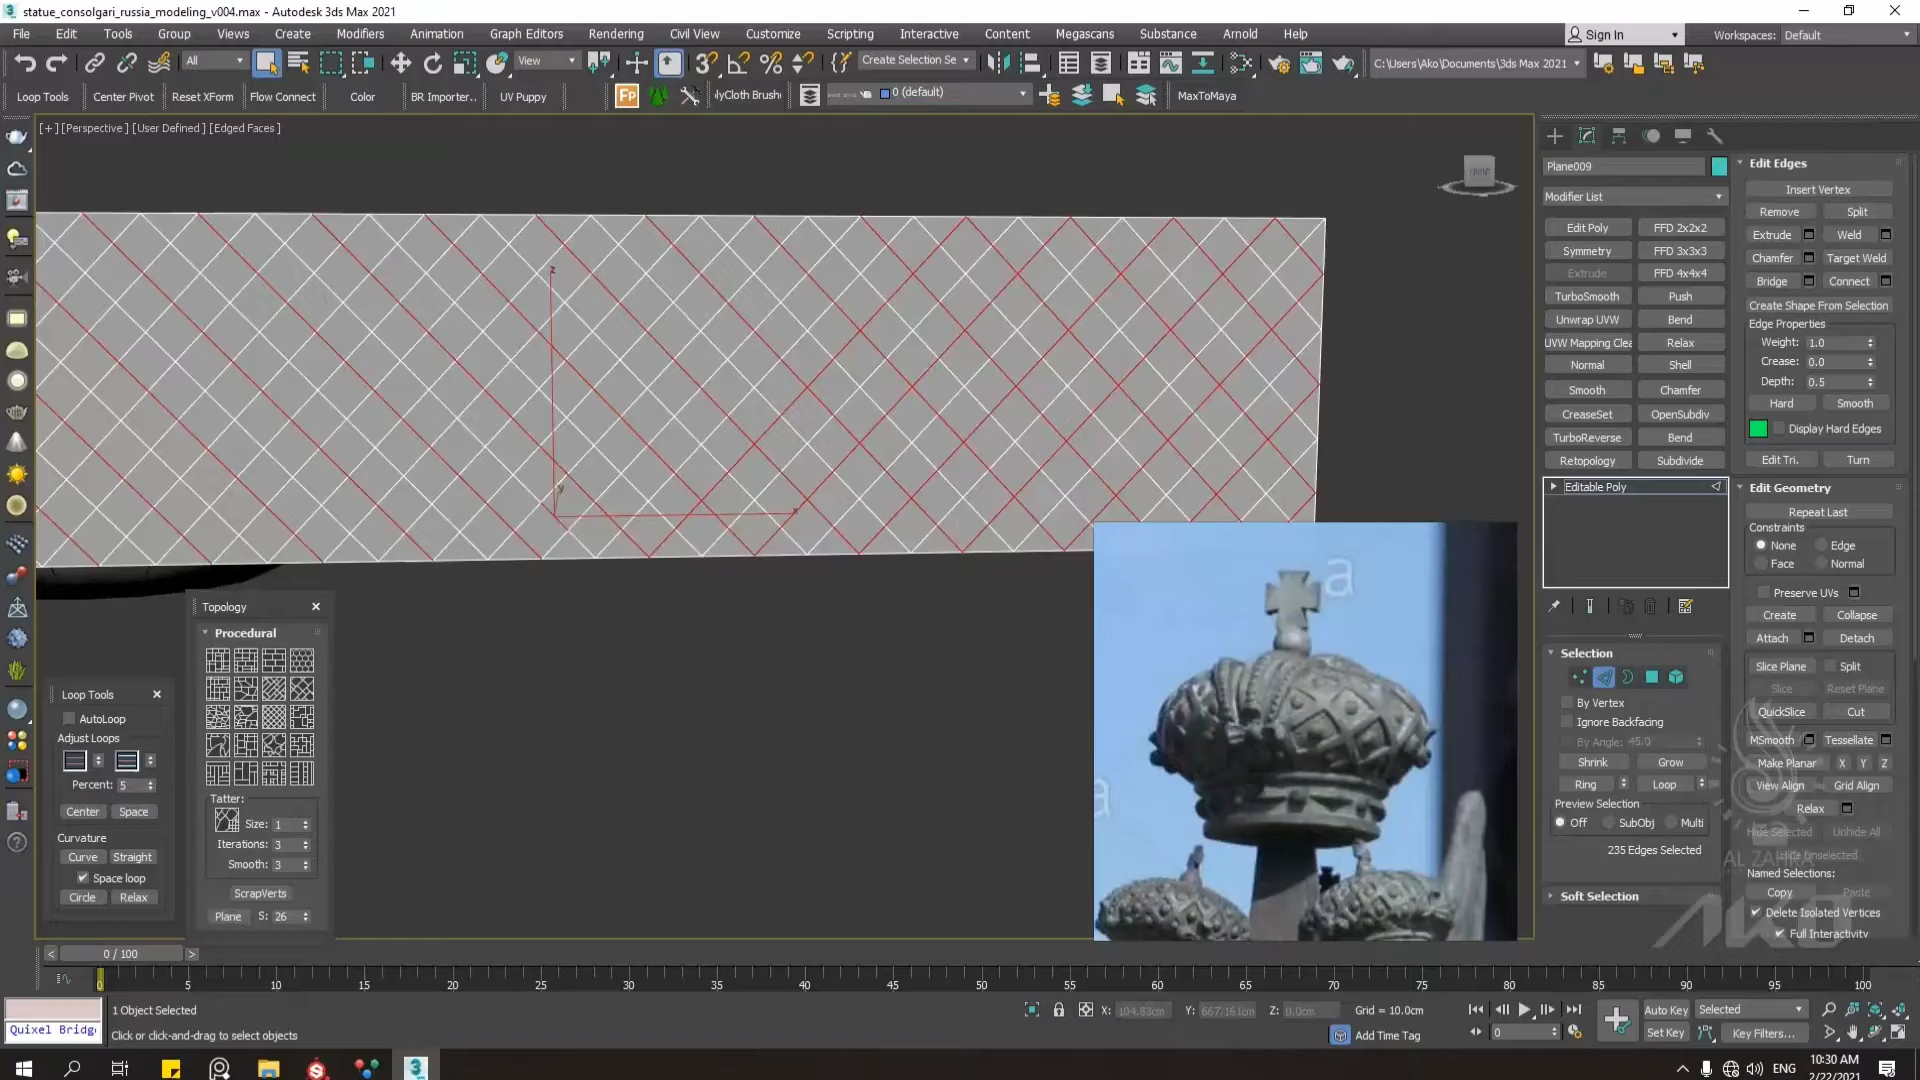 statue_consolgari_russia_modeling_v004.max - Autodesk 3ds Max 2021
File Edit Tools Group Views Create Modifiers Animation Graph Editors Rendering Civil View Customize Scripting Interactive Content Megascans Substance Arnold Help
Sign In
Workspaces: Default
All
View
Create Selection Se
C:\Users\Ako\Documents\3ds Max 2021
Loop Tools Center Pivot Reset XForm Flow Connect Color BR Importer.. UV Puppy
Fp
lyCloth Brushe
0 (default)
MaxToMaya
[+] [Perspective] [User Defined] [Edged Faces]
z
y
x
Plane009
Modifier List
Edit Poly FFD 2x2x2
Symmetry FFD 3x3x3
Extrude FFD 4x4x4
TurboSmooth Push
Unwrap UVW Bend
UVW Mapping Clea Relax
Normal Shell
Smooth Chamfer
CreaseSet OpenSubdiv
TurboReverse Bend
Retopology Subdivide
Editable Poly
Selection
By Vertex
Ignore Backfacing
By Angle: 45.0
Shrink Grow
Ring Loop
Preview Selection
Off SubObj Multi
235 Edges Selected
Soft Selection
Edit Edges
Insert Vertex
Remove Split
Extrude Weld
Chamfer Target Weld
Bridge Connect
Create Shape From Selection
Edge Properties
Weight: 1.0
Crease: 0.0
Depth: 0.5
Hard Smooth
Display Hard Edges
Edit Tri. Turn
Edit Geometry
Repeat Last
Constraints
None Edge
Face Normal
Preserve UVs
Create Collapse
Attach Detach
Slice Plane Split
Slice Reset Plane
QuickSlice Cut
MSmooth Tessellate
Make Planar X Y Z
View Align Grid Align
Relax
Hide Selected Unhide All
Hide Unselected
AL ZAHRA
Named Selections:
Copy Paste
Delete Isolated Vertices
Full Interactivity
AKO
Topology
Procedural
Tatter:
Size: 1
Iterations: 3
Smooth: 3
ScrapVerts
Plane S: 26
Loop Tools
AutoLoop
Adjust Loops
Percent: 5
Center Space
Curvature
Curve Straight
Space loop
Circle Relax
a
a
< 0 / 100 >
0 5 10 15 20 25 30 35 40 45 50 55 60 65 70 75 80 85 90 95 100
Quixel Bridg
1 Object Selected
Click or click-and-drag to select objects
X: 104.83cm Y: 667.161cm Z: 0.0cm Grid = 10.0cm
Add Time Tag
0
Auto Key Selected
Set Key Key Filters...
ENG
10:30 AM
2/22/2021